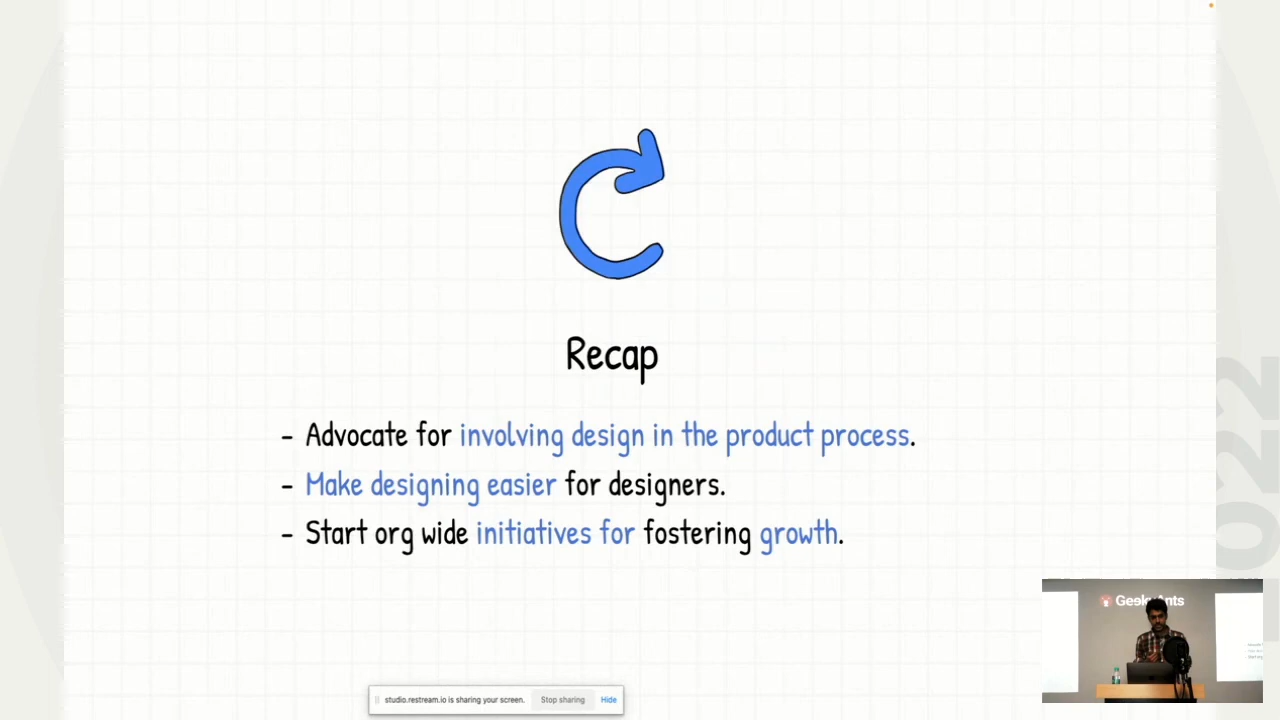 Recap
- Advocate for involving design in the product process.
- Make designing easier for designers.
- Start org wide initiatives for fostering growth.
2022
GeekyAnts
studio.restream.io is sharing your screen. Stop sharing Hide